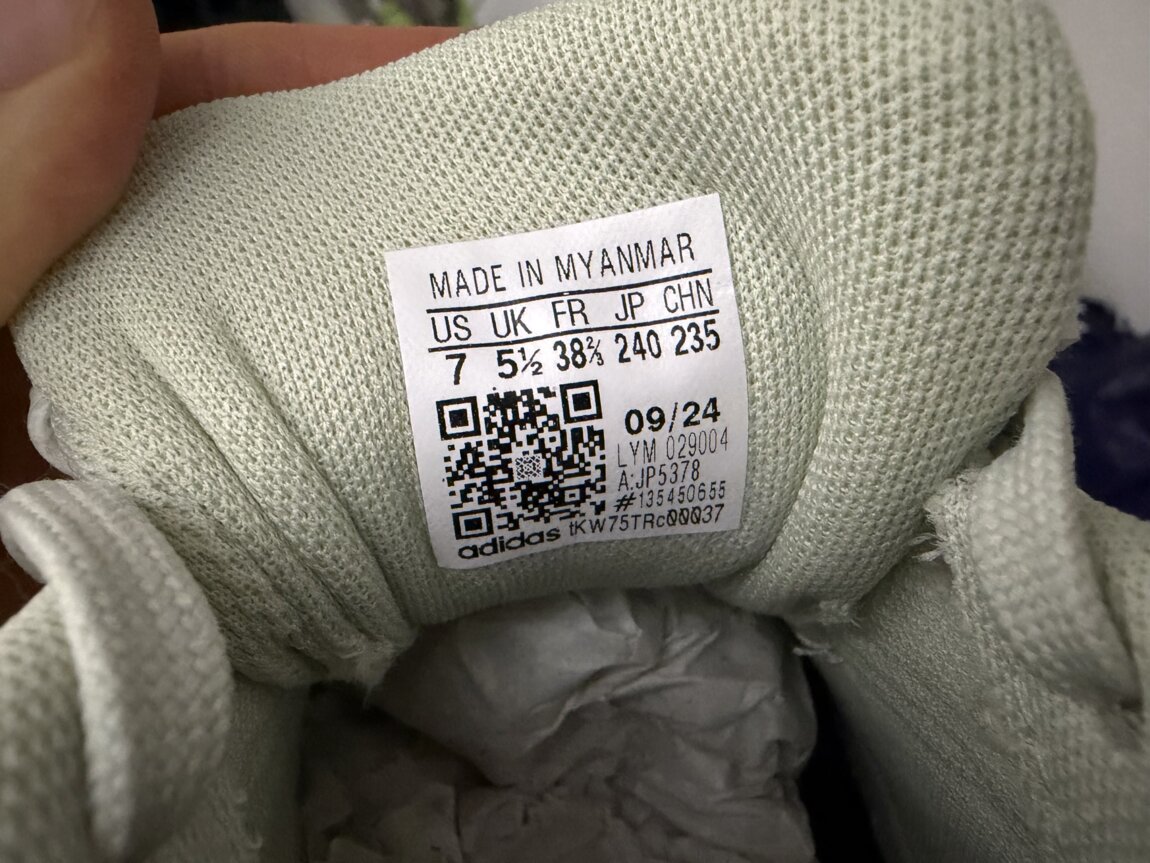 MADE IN MYANMAR
US UK FR JP CHN
7 5½ 38⅔ 240 235
09/24
LYM 029004
A:JP5378
#135450655
adidas tKW75TRc00037